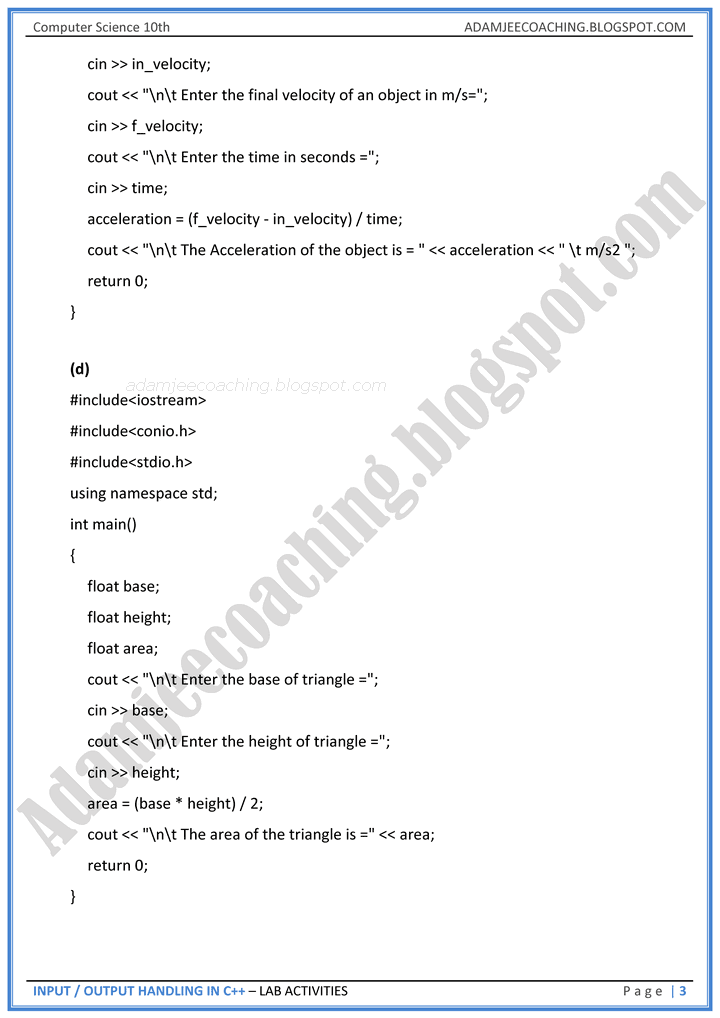 Computer Science 10th ADAMJEECOACHING.BLOGSPOT.COM
cin >> in_velocity;
cout << "\n\t Enter the final velocity of an object in m/s=";
cin >> f_velocity;
cout << "\n\t Enter the time in seconds =";
cin >> time;
acceleration = (f_velocity - in_velocity) / time;
cout << "\n\t The Acceleration of the object is = " << acceleration << " \t m/s2 ";
return 0;
}
(d)
adamjeecoaching.blogspot.com
#include<iostream>
#include<conio.h>
#include<stdio.h>
using namespace std;
int main()
{
float base;
float height;
float area;
cout << "\n\t Enter the base of triangle =";
cin >> base;
cout << "\n\t Enter the height of triangle =";
cin >> height;
area = (base * height) / 2;
cout << "\n\t The area of the triangle is =" << area;
return 0;
}
Adamjeecoaching.blogspot.com
INPUT / OUTPUT HANDLING IN C++ – LAB ACTIVITIES Page | 3